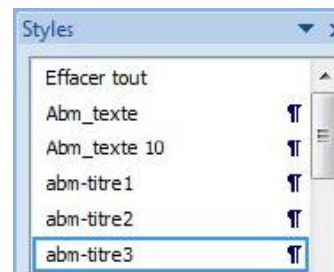 Styles
Effacer tout
Abm_texte ¶
Abm_texte 10 ¶
abm-titre1 ¶
abm-titre2 ¶
abm-titre3 ¶